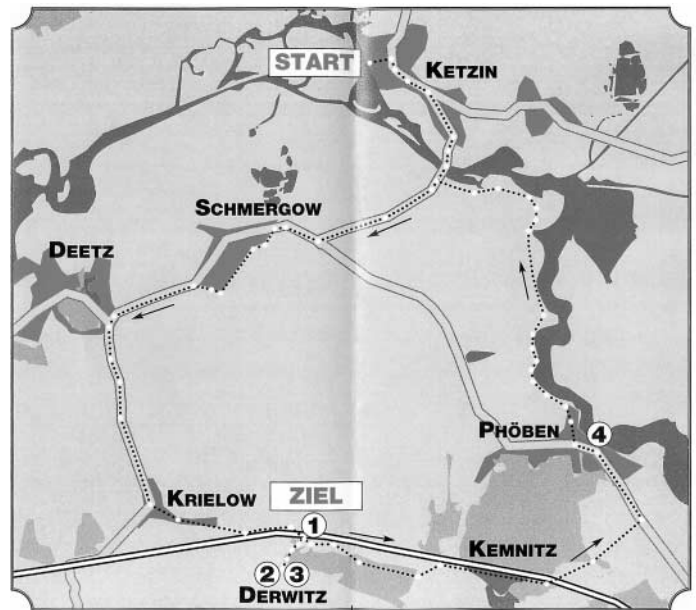 START
KETZIN
SCHMERGOW
DEETZ
PHÖBEN
4
KRIELOW
ZIEL
1
KEMNITZ
2 3
DERWITZ